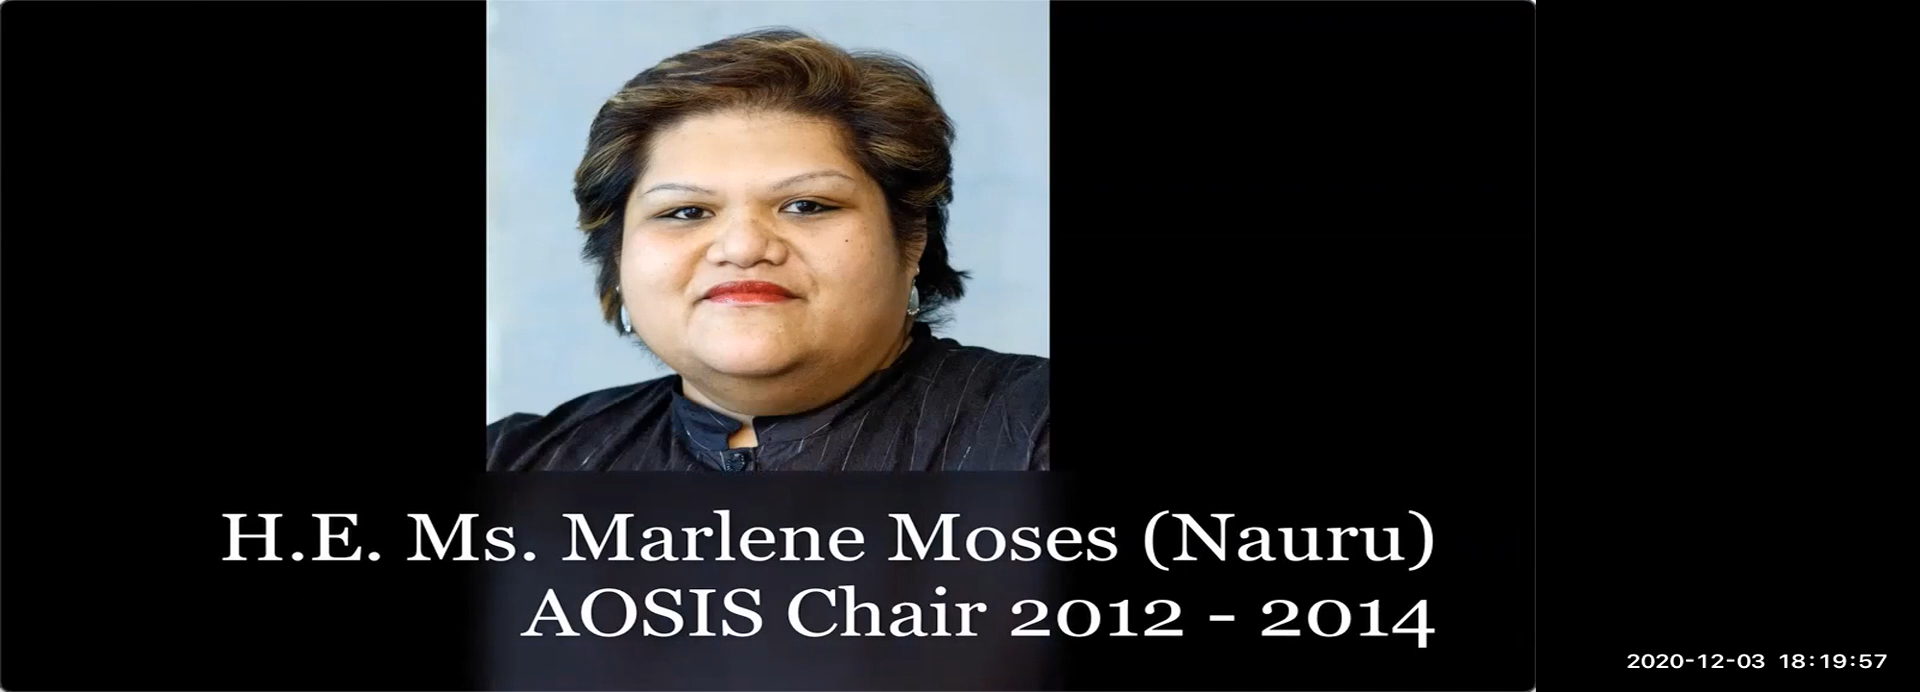 H.E. Ms. Marlene Moses (Nauru)
AOSIS Chair 2012 - 2014
2020-12-03 18:19:57